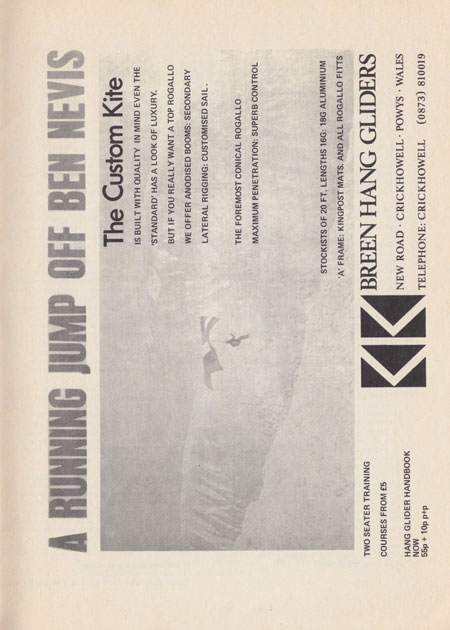 A RUNNING JUMP OFF BEN NEVIS
The Custom Kite
IS BUILT WITH QUALITY IN MIND EVEN THE
'STANDARD' HAS A LOOK OF LUXURY.
BUT IF YOU REALLY WANT A TOP ROGALLO
WE OFFER ANODISED BOOMS: SECONDARY
LATERAL RIGGING: CUSTOMISED SAIL.
THE FOREMOST CONICAL ROGALLO
MAXIMUM PENETRATION: SUPERB CONTROL
STOCKISTS OF 20 FT, LENGTHS 16G: 18G ALUMINIUM
'A' FRAME: KINGPOST MATS. AND ALL ROGALLO FITTS
TWO SEATER TRAINING
COURSES FROM £5
HANG GLIDER HANDBOOK
NOW
55p + 10p p+p
BREEN HANG GLIDERS
NEW ROAD · CRICKHOWELL · POWYS · WALES
TELEPHONE: CRICKHOWELL (0873) 810019